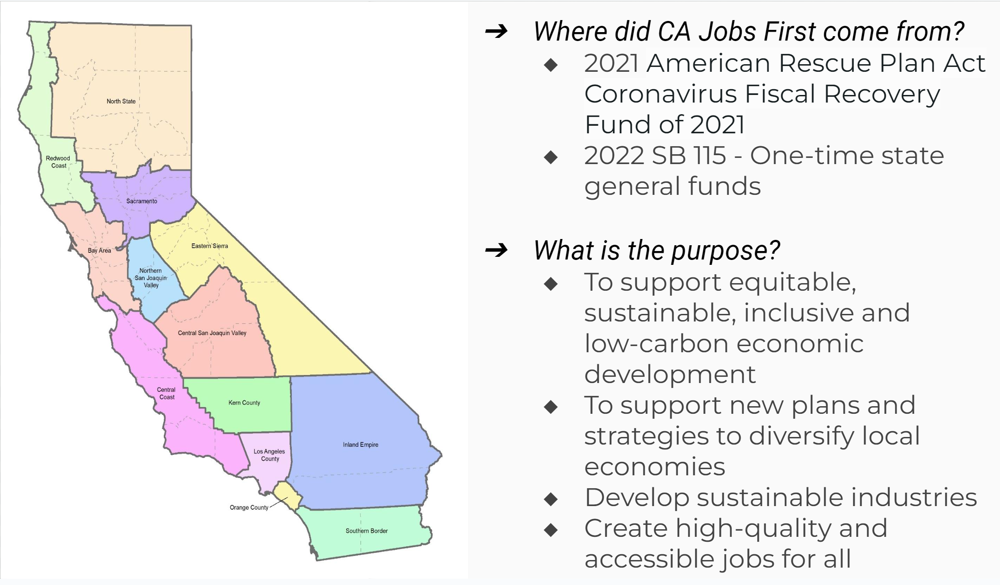 North State
Redwood
Coast
Sacramento
Eastern Sierra
Bay Area
Northern
San Joaquin
Valley
Central San Joaquin Valley
Central
Coast
Kern County
Inland Empire
Los Angeles
County
Orange County
Southern Border
➔ Where did CA Jobs First come from?
◆ 2021 American Rescue Plan Act
Coronavirus Fiscal Recovery
Fund of 2021
◆ 2022 SB 115 - One-time state
general funds
➔ What is the purpose?
◆ To support equitable,
sustainable, inclusive and
low-carbon economic
development
◆ To support new plans and
strategies to diversify local
economies
◆ Develop sustainable industries
◆ Create high-quality and
accessible jobs for all